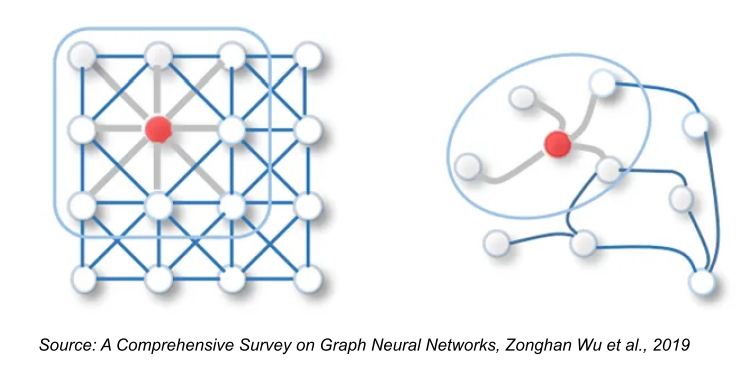 Source: A Comprehensive Survey on Graph Neural Networks, Zonghan Wu et al., 2019